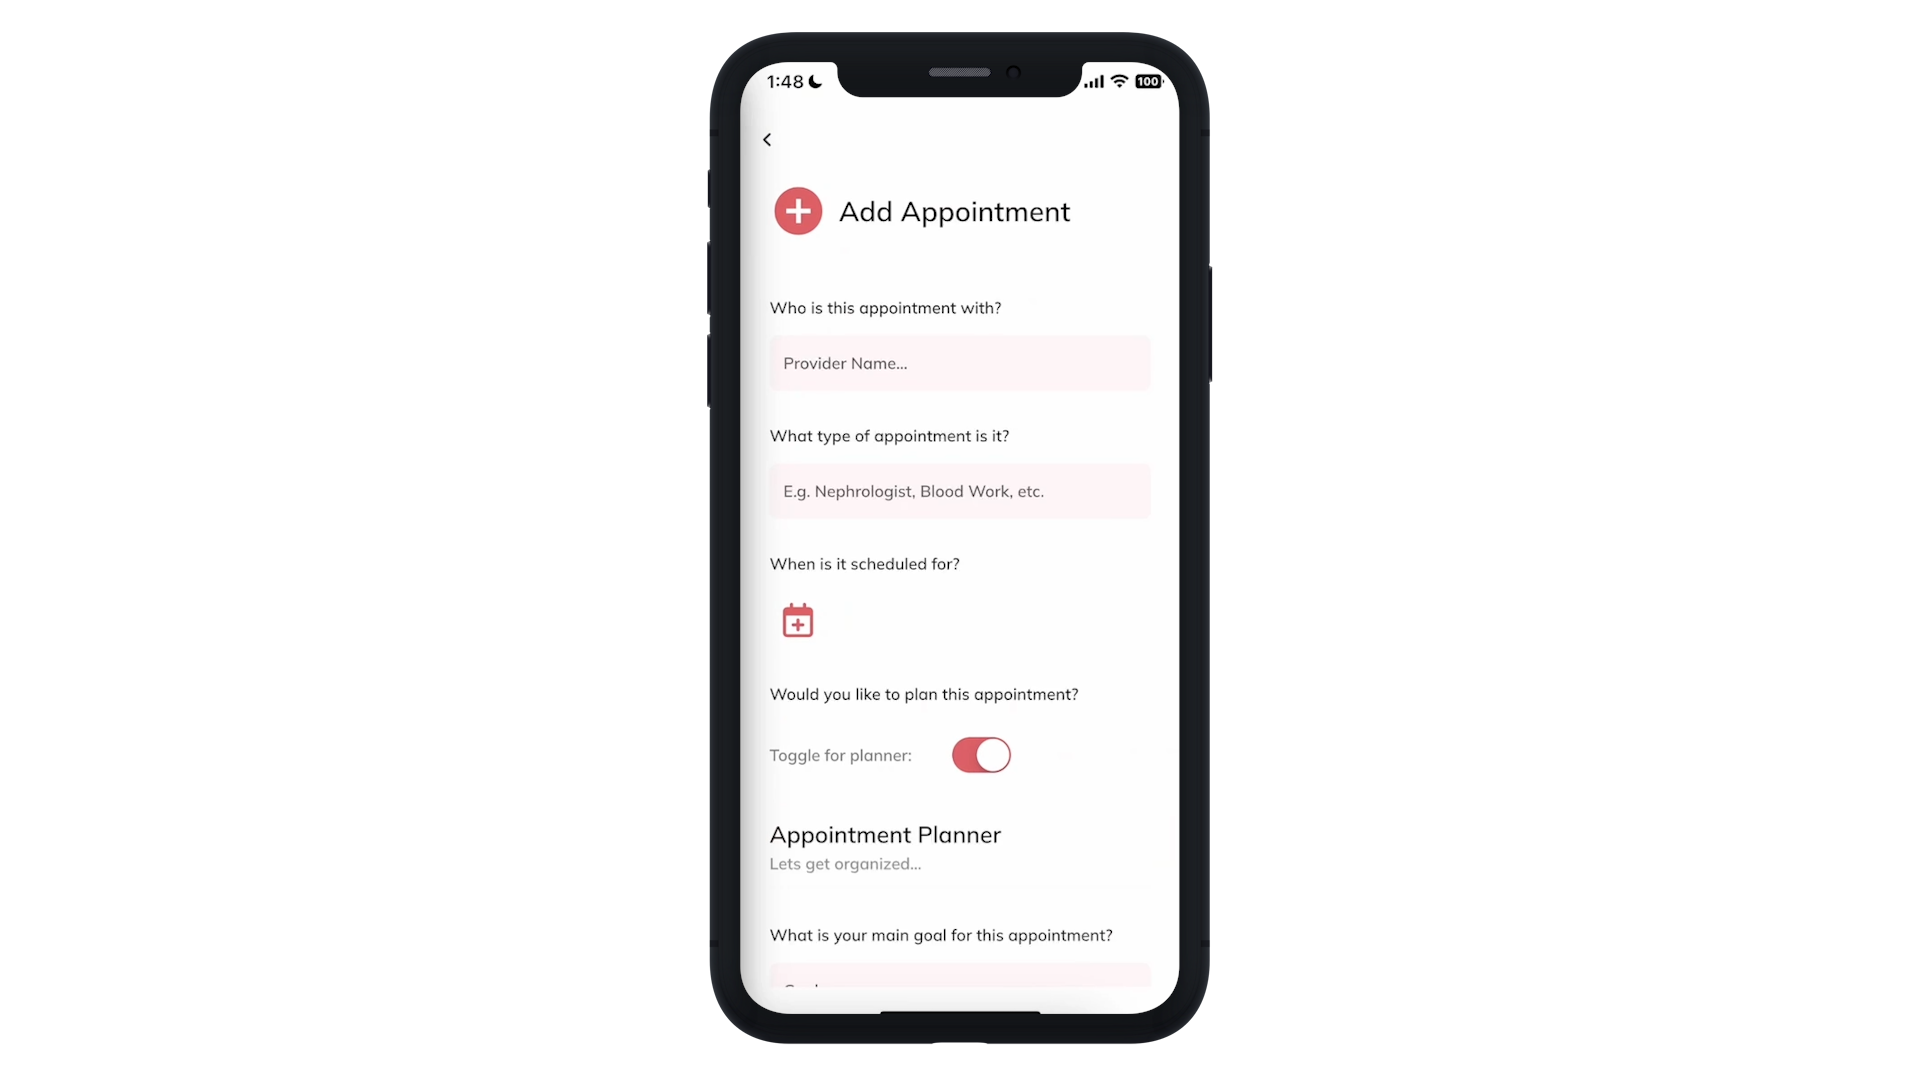 1:48
100
Add Appointment
Who is this appointment with?
Provider Name...
What type of appointment is it?
E.g. Nephrologist, Blood Work, etc.
When is it scheduled for?
Would you like to plan this appointment?
Toggle for planner:
Appointment Planner
Lets get organized...
What is your main goal for this appointment?